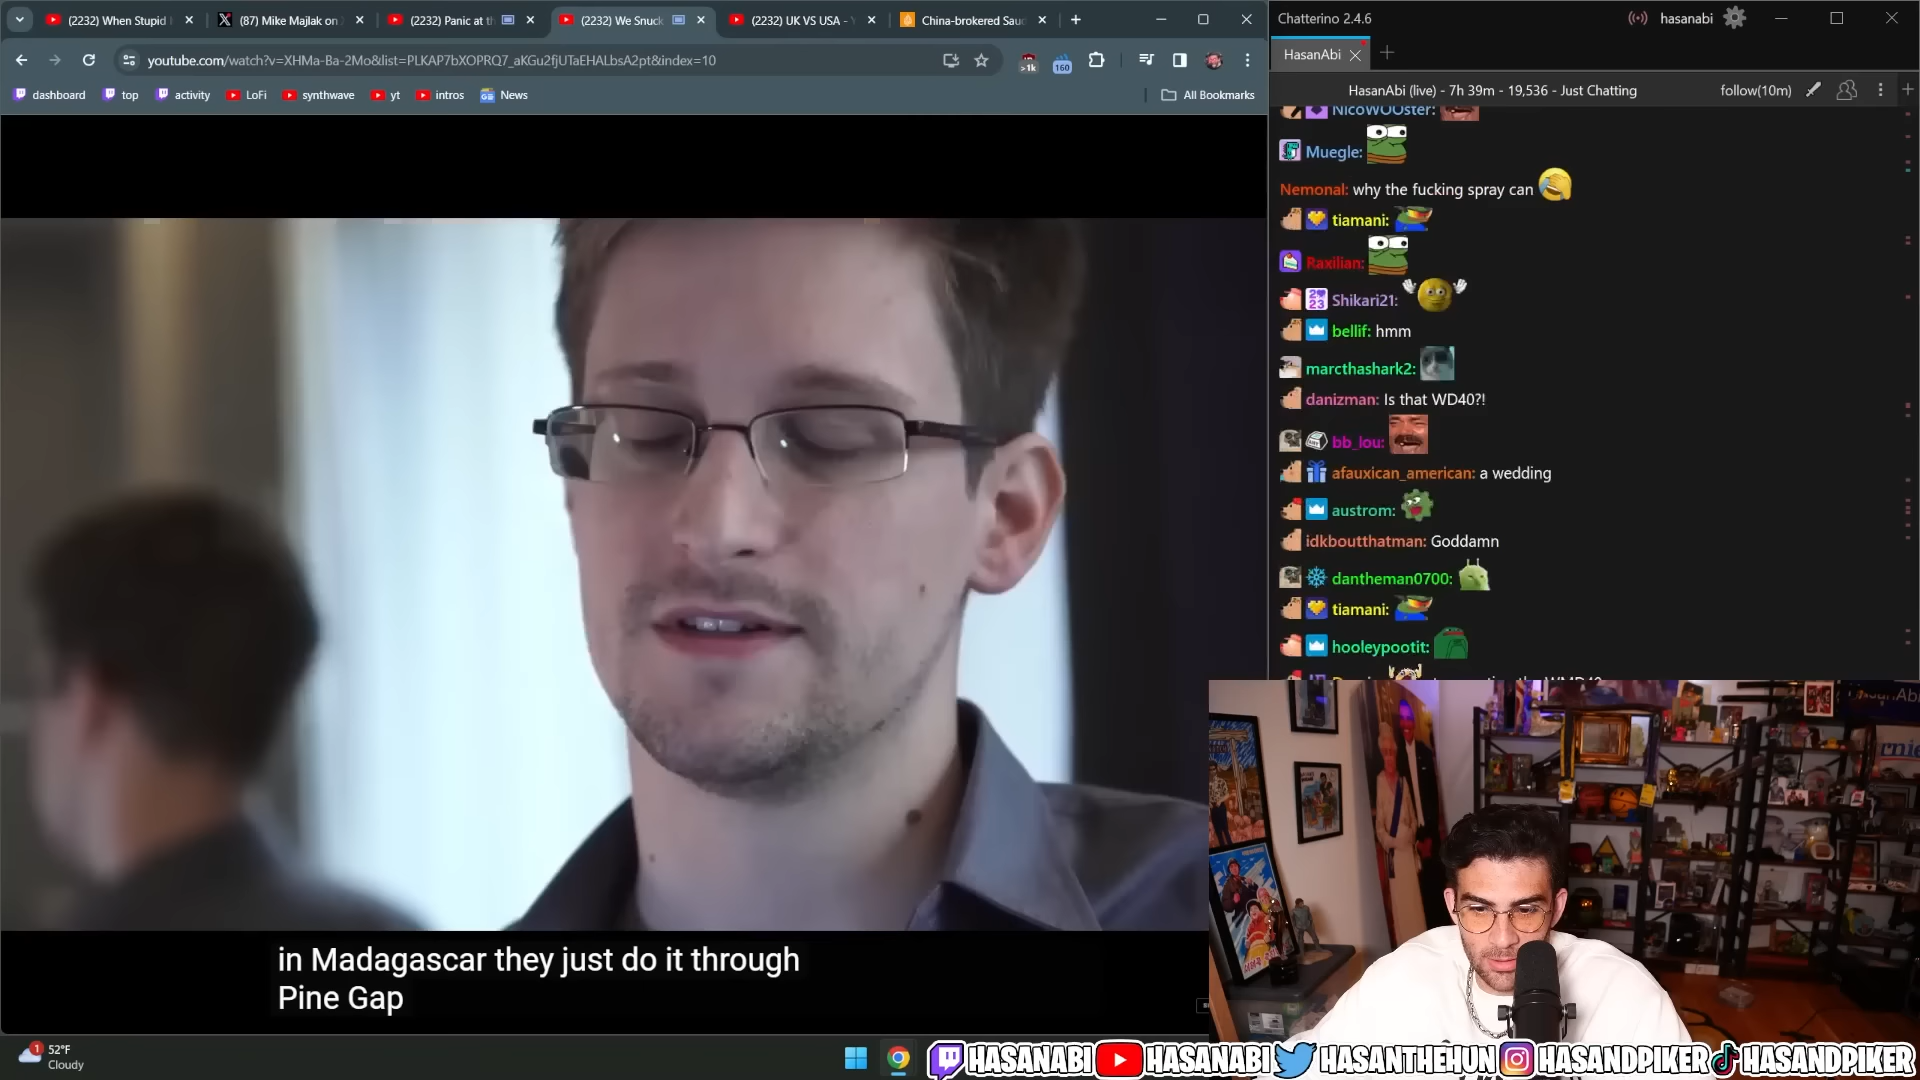 (2232) When Stupid
(87) Mike Majlak on
(2232) Panic at th
(2232) We Snuck
(2232) UK VS USA - Y
China-brokered Sau
youtube.com/watch?v=XHMa-Ba-2Mo&list=PLKAP7bXOPRQ7_aKGu2fjUTaEHALbsA2pt&index=10
>1k
160
dashboard
top
activity
LoFi
synthwave
yt
intros
News
All Bookmarks
in Madagascar they just do it through
Pine Gap
1
52°F
Cloudy
Chatterino 2.4.6
hasanabi
HasanAbi
HasanAbi (live) - 7h 39m - 19,536 - Just Chatting
follow(10m)
NicoWOOster:
Muegle:
Nemonal: why the fucking spray can
tiamani:
Raxilian:
Shikari21:
bellif: hmm
marcthashark2:
danizman: Is that WD40?!
bb_lou:
afauxican_american: a wedding
austrom:
idkboutthatman: Goddamn
dantheman0700:
tiamani:
hooleypootit:
HASANABI
HASANABI
HASANTHEHUN
HASANDPIKER
HASANDPIKER